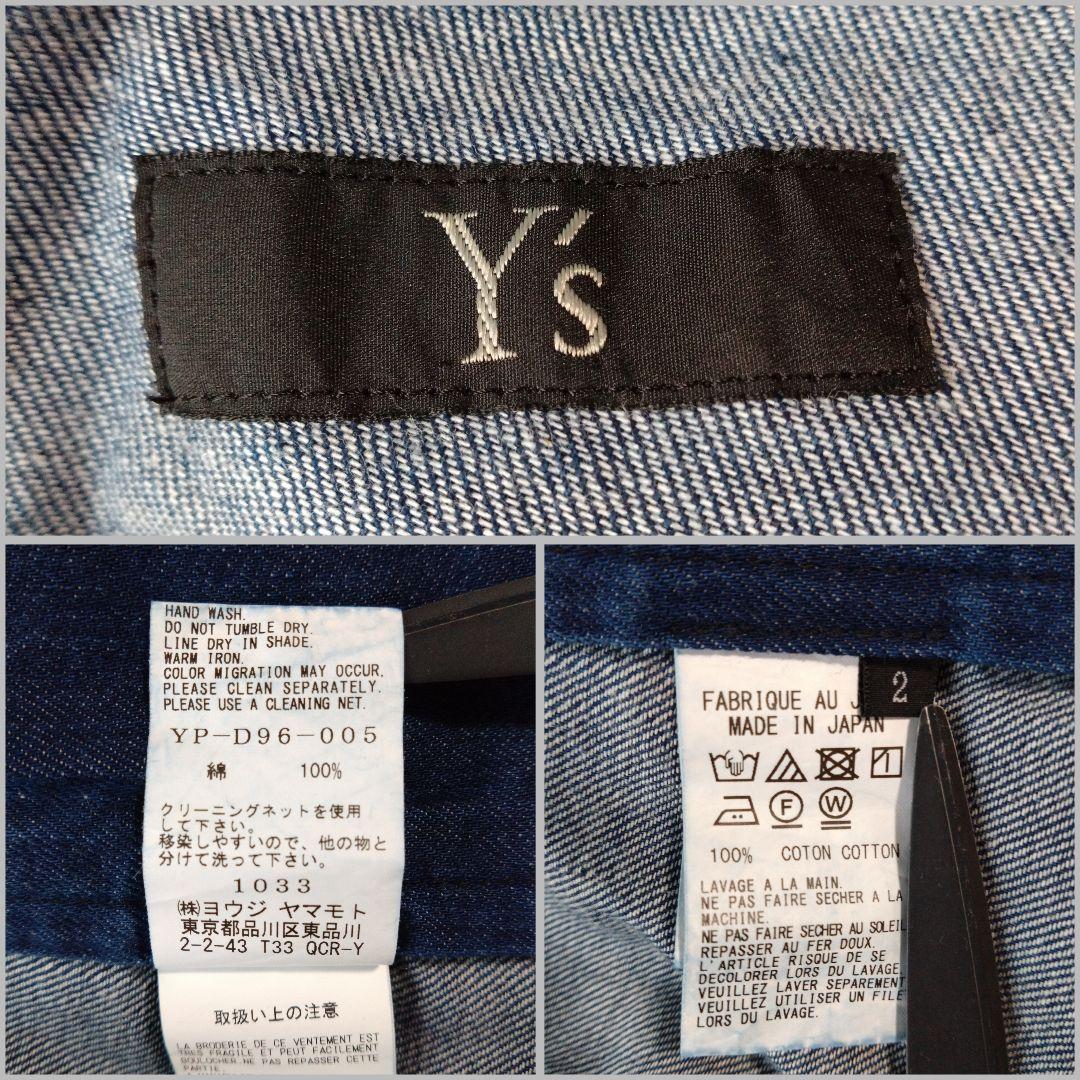 Y's
HAND WASH.
DO NOT TUMBLE DRY.
LINE DRY IN SHADE.
WARM IRON.
COLOR MIGRATION MAY OCCUR.
PLEASE CLEAN SEPARATELY.
PLEASE USE A CLEANING NET.
YP-D96-005
綿 100%
クリーニングネットを使用
して下さい。
移染しやすいので、他の物と
分けて洗って下さい。
1033
㈱ヨウジ ヤマモト
東京都品川区東品川
2-2-43 T33 QCR-Y
取扱い上の注意
LA BRODERIE DE CE VENTEMENT EST
TRES FRAGILE ET PEUT FACILEMENT
BOULOCHER. NE PAS REPASSER CETTE
PARTIE
2
FABRIQUE AU J
MADE IN JAPAN
F W
100% COTON COTTON
LAVAGE A LA MAIN.
NE PAS FAIRE SECHER A LA
MACHINE.
NE PAS FAIRE SECHER AU SOLEIL
REPASSER AU FER DOUX.
L'ARTICLE RISQUE DE SE
DECOLORER LORS DU LAVAGE.
VEUILLEZ LAVER SEPAREMENT
VEUILLEZ UTILISER UN FILE
LORS DU LAVAGE.